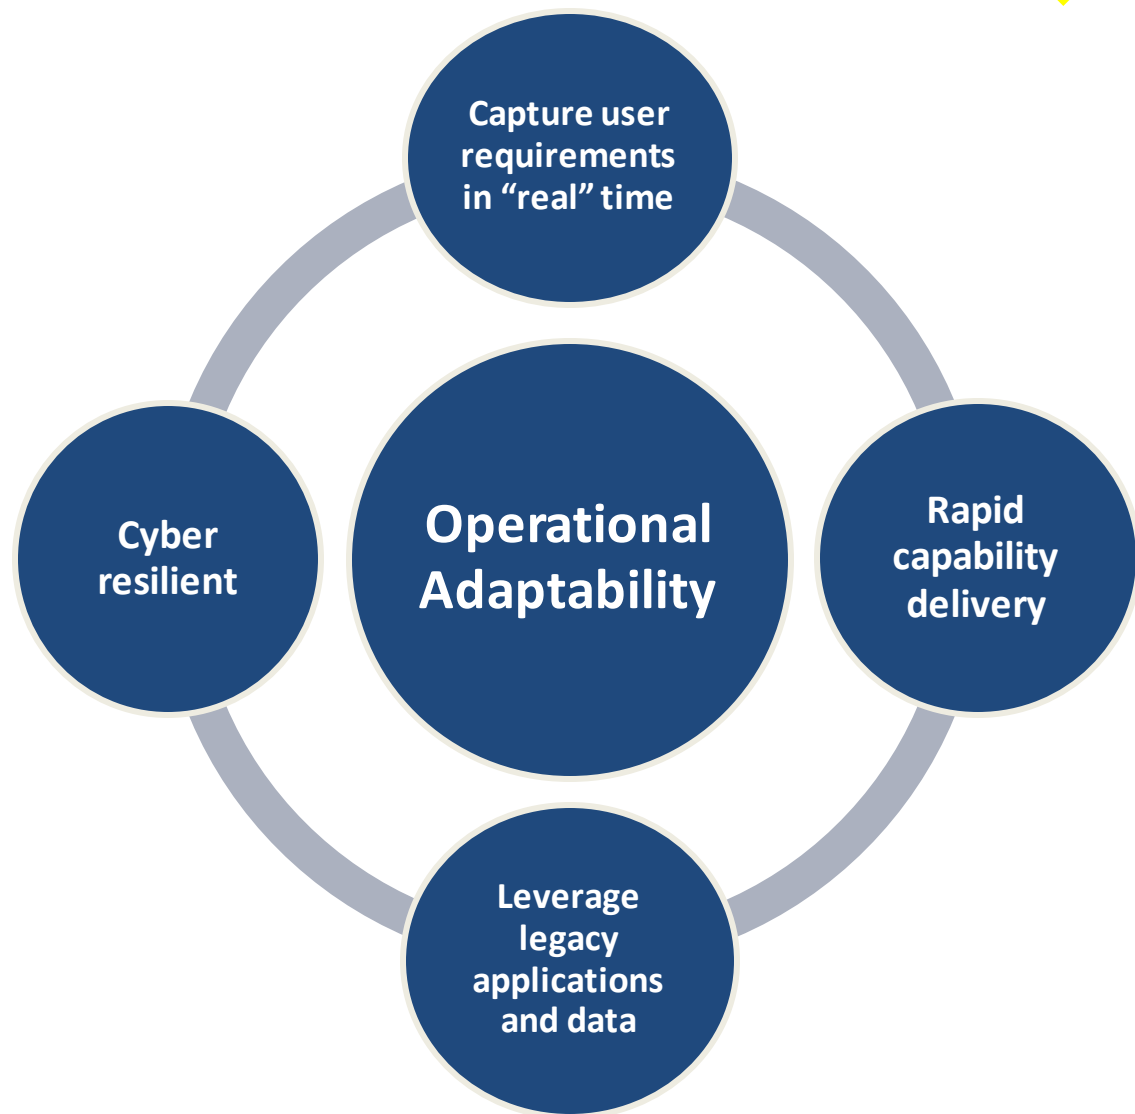 Capture user
requirements
in “real” time
Cyber
resilient
Operational
Adaptability
Rapid
capability
delivery
Leverage
legacy
applications
and data